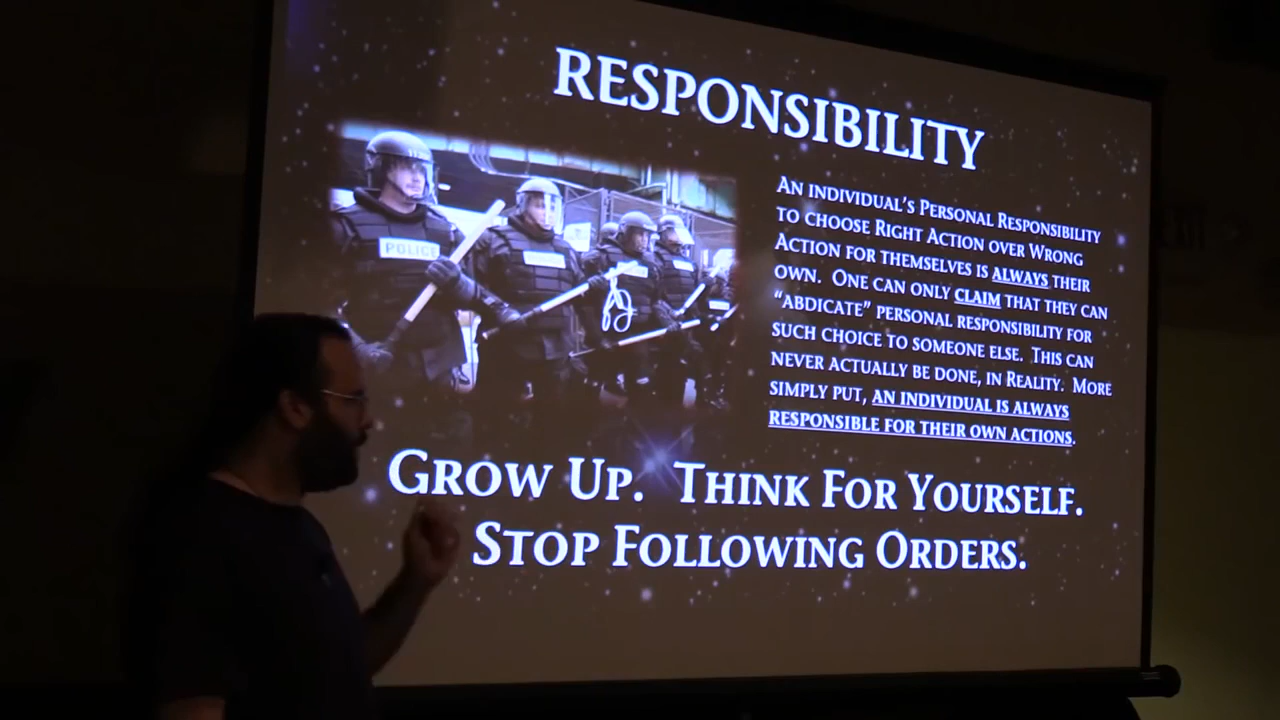 RESPONSIBILITY
AN INDIVIDUAL'S PERSONAL RESPONSIBILITY
TO CHOOSE RIGHT ACTION OVER WRONG
ACTION FOR THEMSELVES IS ALWAYS THEIR
OWN. ONE CAN ONLY CLAIM THAT THEY CAN
"ABDICATE" PERSONAL RESPONSIBILITY FOR
SUCH CHOICE TO SOMEONE ELSE. THIS CAN
NEVER ACTUALLY BE DONE, IN REALITY. MORE
SIMPLY PUT, AN INDIVIDUAL IS ALWAYS
RESPONSIBLE FOR THEIR OWN ACTIONS.
POLICE
GROW UP. THINK FOR YOURSELF.
STOP FOLLOWING ORDERS.